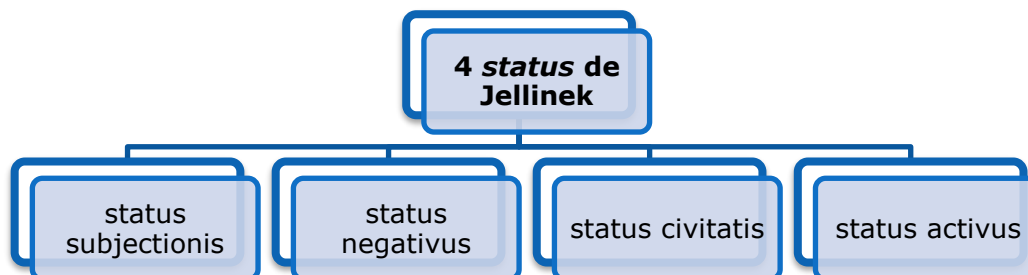 4 status de
Jellinek
status
subjectionis
status
negativus
status civitatis
status activus